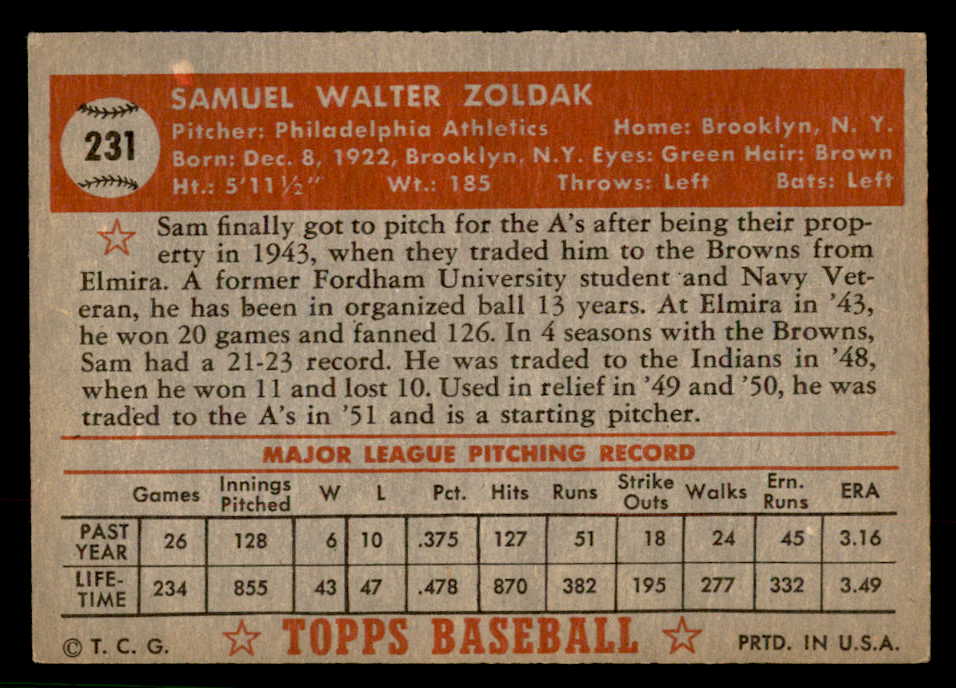 231
SAMUEL WALTER ZOLDAK
Pitcher: Philadelphia Athletics Home: Brooklyn, N. Y.
Born: Dec. 8, 1922, Brooklyn, N.Y. Eyes: Green Hair: Brown
Ht.: 5'11½" Wt.: 185 Throws: Left Bats: Left
Sam finally got to pitch for the A's after being their prop-
erty in 1943, when they traded him to the Browns from
Elmira. A former Fordham University student and Navy Vet-
eran, he has been in organized ball 13 years. At Elmira in '43,
he won 20 games and fanned 126. In 4 seasons with the Browns,
Sam had a 21-23 record. He was traded to the Indians in '48,
when he won 11 and lost 10. Used in relief in '49 and '50, he was
traded to the A's in '51 and is a starting pitcher.
MAJOR LEAGUE PITCHING RECORD
Games Innings Pitched W L Pct. Hits Runs Strike Outs Walks Ern. Runs ERA
PAST YEAR 26 128 6 10 .375 127 51 18 24 45 3.16
LIFE-TIME 234 855 43 47 .478 870 382 195 277 332 3.49
© T. C. G. TOPPS BASEBALL PRTD. IN U.S.A.